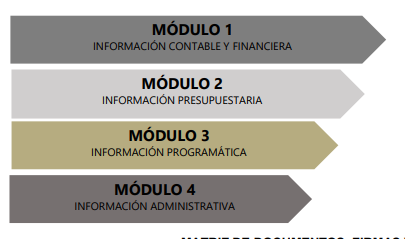 MÓDULO 1
INFORMACIÓN CONTABLE Y FINANCIERA
MÓDULO 2
INFORMACIÓN PRESUPUESTARIA
MÓDULO 3
INFORMACIÓN PROGRAMÁTICA
MÓDULO 4
INFORMACIÓN ADMINISTRATIVA